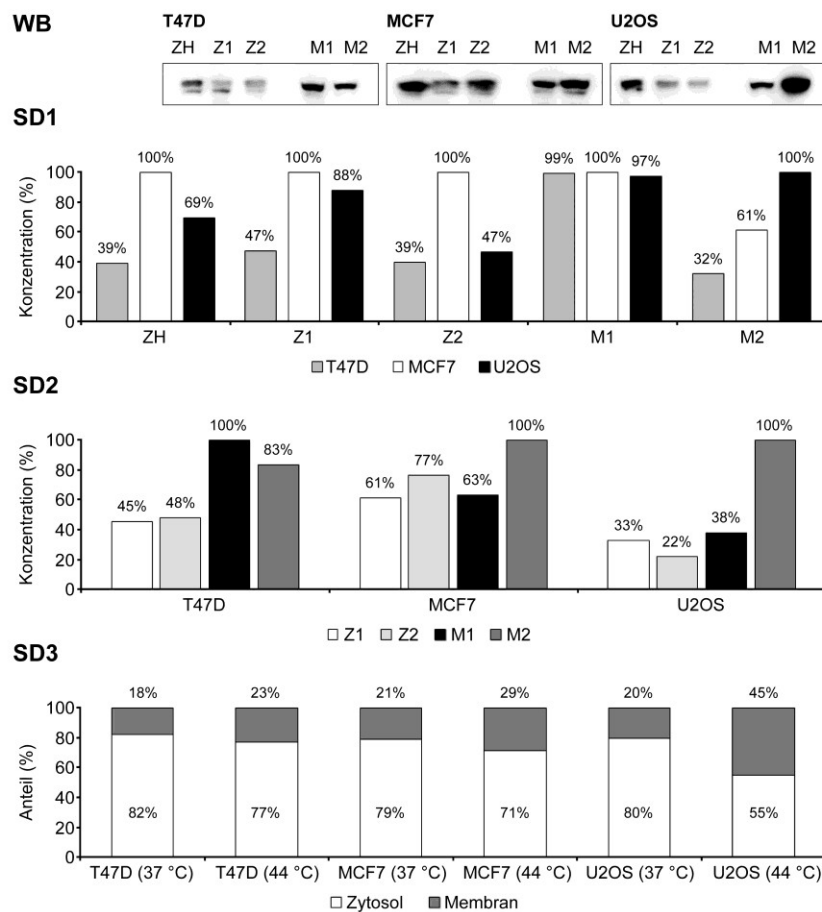 WB
T47D MCF7 U2OS
ZH Z1 Z2 M1 M2 ZH Z1 Z2 M1 M2 ZH Z1 Z2 M1 M2
SD1
Konzentration (%)
100
80
60
40
20
0
39% 100% 69% 47% 100% 88% 39% 100% 47% 99% 100% 97% 32% 61% 100%
ZH Z1 Z2 M1 M2
T47D MCF7 U2OS
SD2
Konzentration (%)
100
80
60
40
20
0
45% 48% 100% 83% 61% 77% 63% 100% 33% 22% 38% 100%
T47D MCF7 U2OS
Z1 Z2 M1 M2
SD3
Anteil (%)
100
80
60
40
20
0
18% 23% 21% 29% 20% 45%
82% 77% 79% 71% 80% 55%
T47D (37 °C) T47D (44 °C) MCF7 (37 °C) MCF7 (44 °C) U2OS (37 °C) U2OS (44 °C)
Zytosol Membran